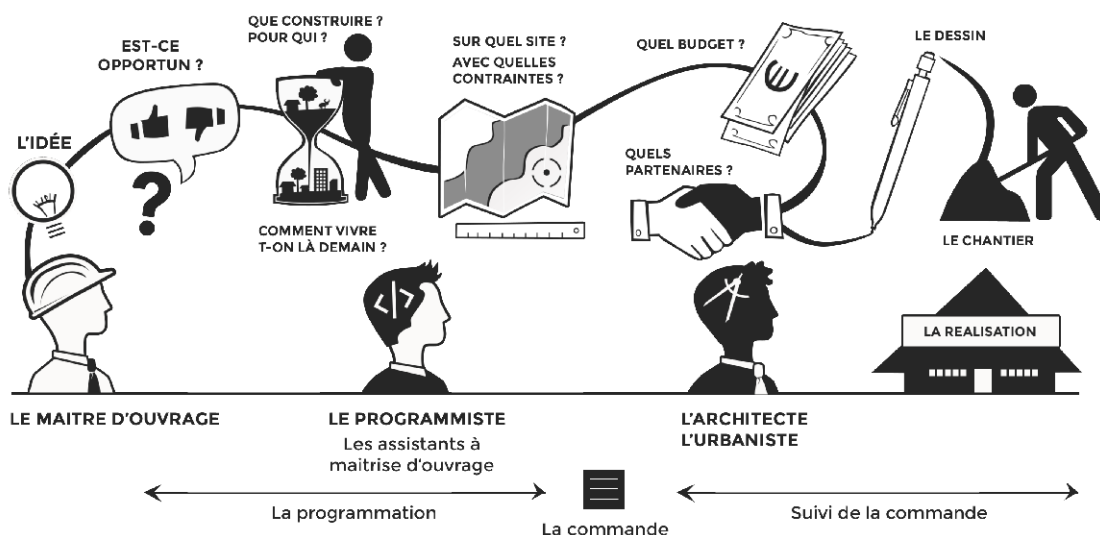 L'IDÉE
EST-CE
OPPORTUN ?
QUE CONSTRUIRE ?
POUR QUI ?
COMMENT VIVRE
T-ON LÀ DEMAIN ?
SUR QUEL SITE ?
AVEC QUELLES
CONTRAINTES ?
QUEL BUDGET ?
QUELS
PARTENAIRES ?
LE DESSIN
LE CHANTIER
LA REALISATION
LE MAITRE D'OUVRAGE
LE PROGRAMMISTE
Les assistants à
maitrise d'ouvrage
L'ARCHITECTE
L'URBANISTE
La programmation
La commande
Suivi de la commande